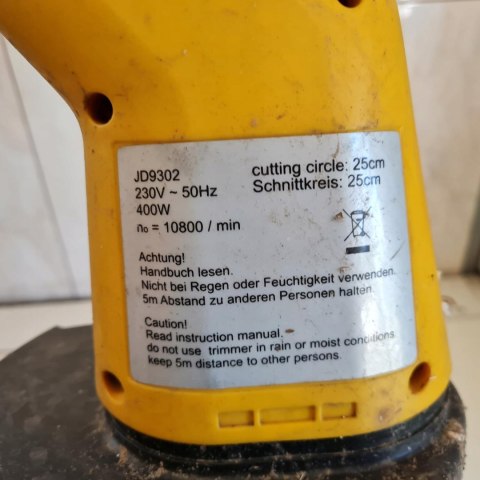 JD9302
230V ~ 50Hz
400W
n₀ = 10800 / min
cutting circle: 25cm
Schnittkreis: 25cm
Achtung!
Handbuch lesen.
Nicht bei Regen oder Feuchtigkeit verwenden.
5m Abstand zu anderen Personen halten.
Caution!
Read instruction manual.
do not use trimmer in rain or moist conditions
keep 5m distance to other persons